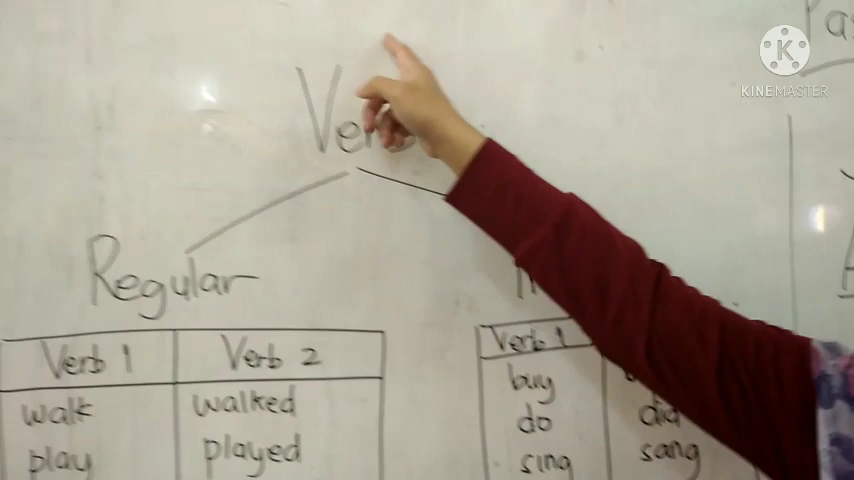 KINEMASTER
Verb
Regular
Verb 1 Verb 2
walk walked
play played
Verb 1
buy
do did
sing sang